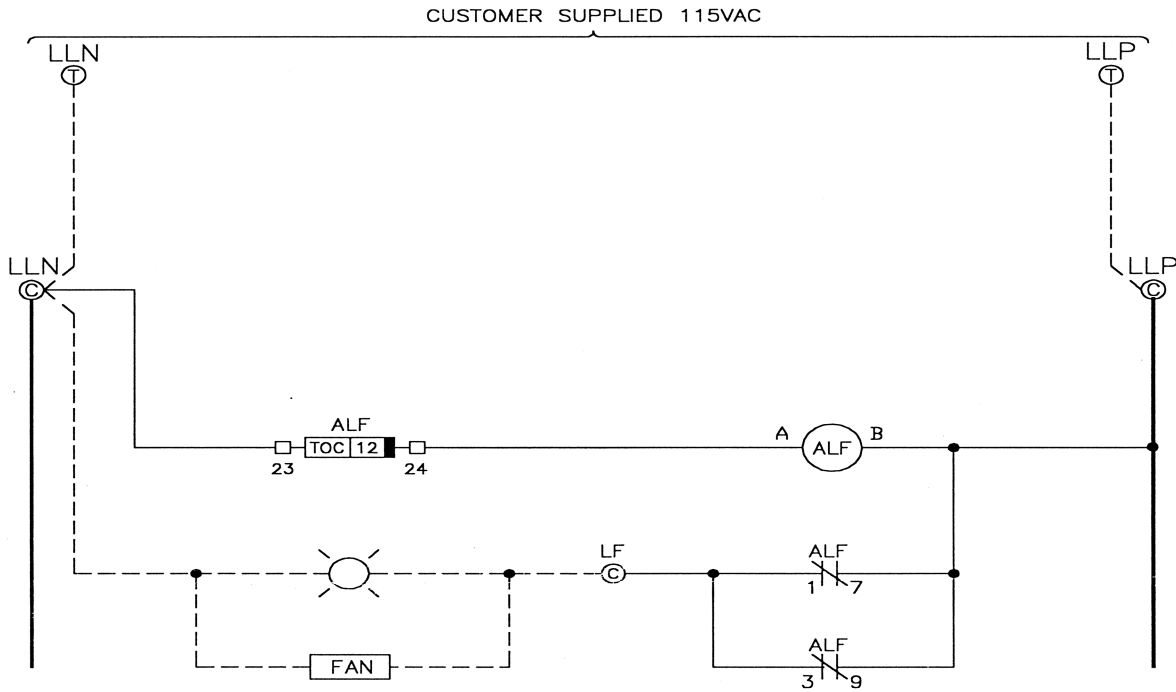 CUSTOMER SUPPLIED 115VAC
LLN
LLP
T
T
LLN
LLP
C
C
ALF
TOC 12
23
24
A
ALF
B
LF
C
ALF
1
7
FAN
ALF
3
9